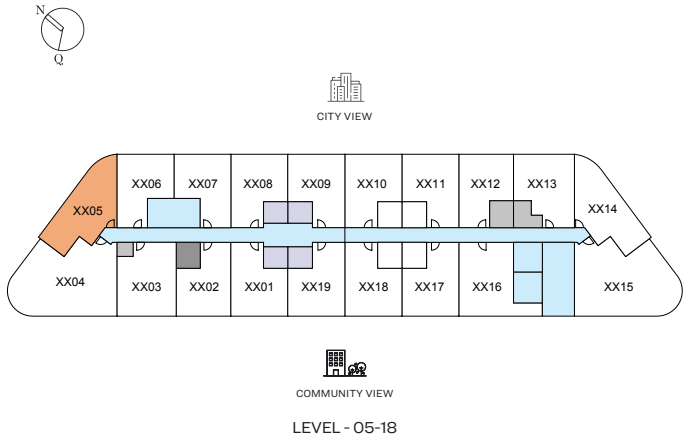 N
Q
CITY VIEW
XX06 XX07 XX08 XX09 XX10 XX11 XX12 XX13
XX05 XX14
XX04 XX03 XX02 XX01 XX19 XX18 XX17 XX16 XX15
COMMUNITY VIEW
LEVEL - 05-18